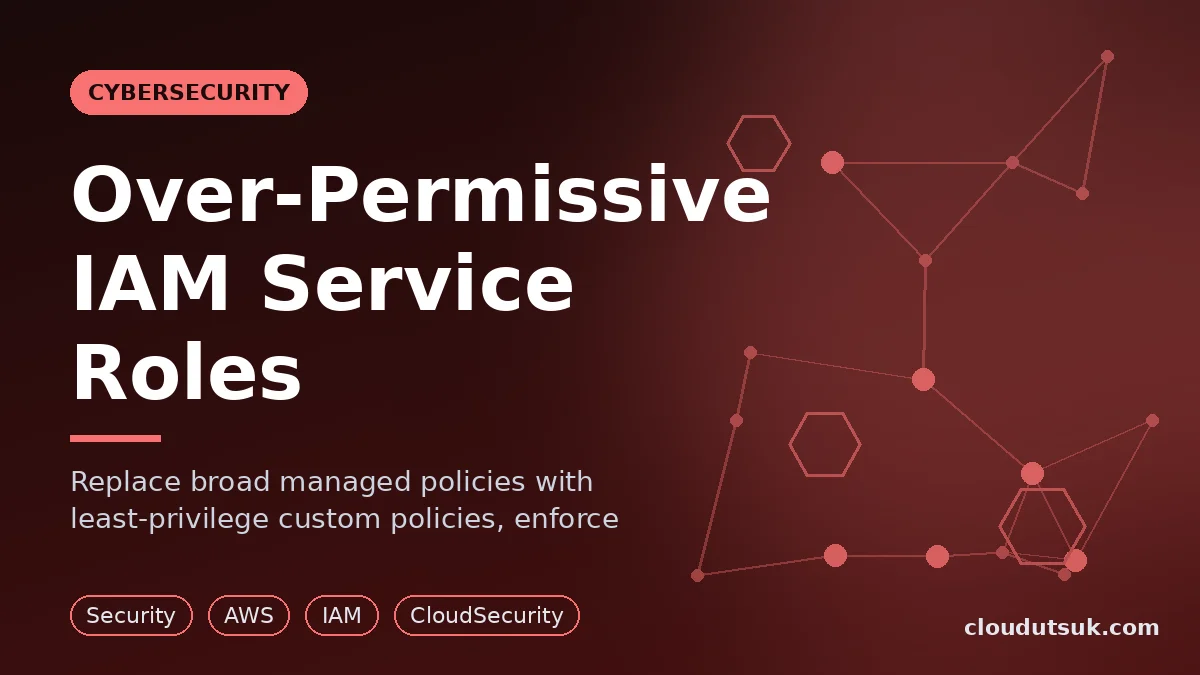 CYBERSECURITY
Over-Permissive
IAM Service
Roles
Replace broad managed policies with
least-privilege custom policies, enforce
Security AWS IAM CloudSecurity
cloudutsuk.com